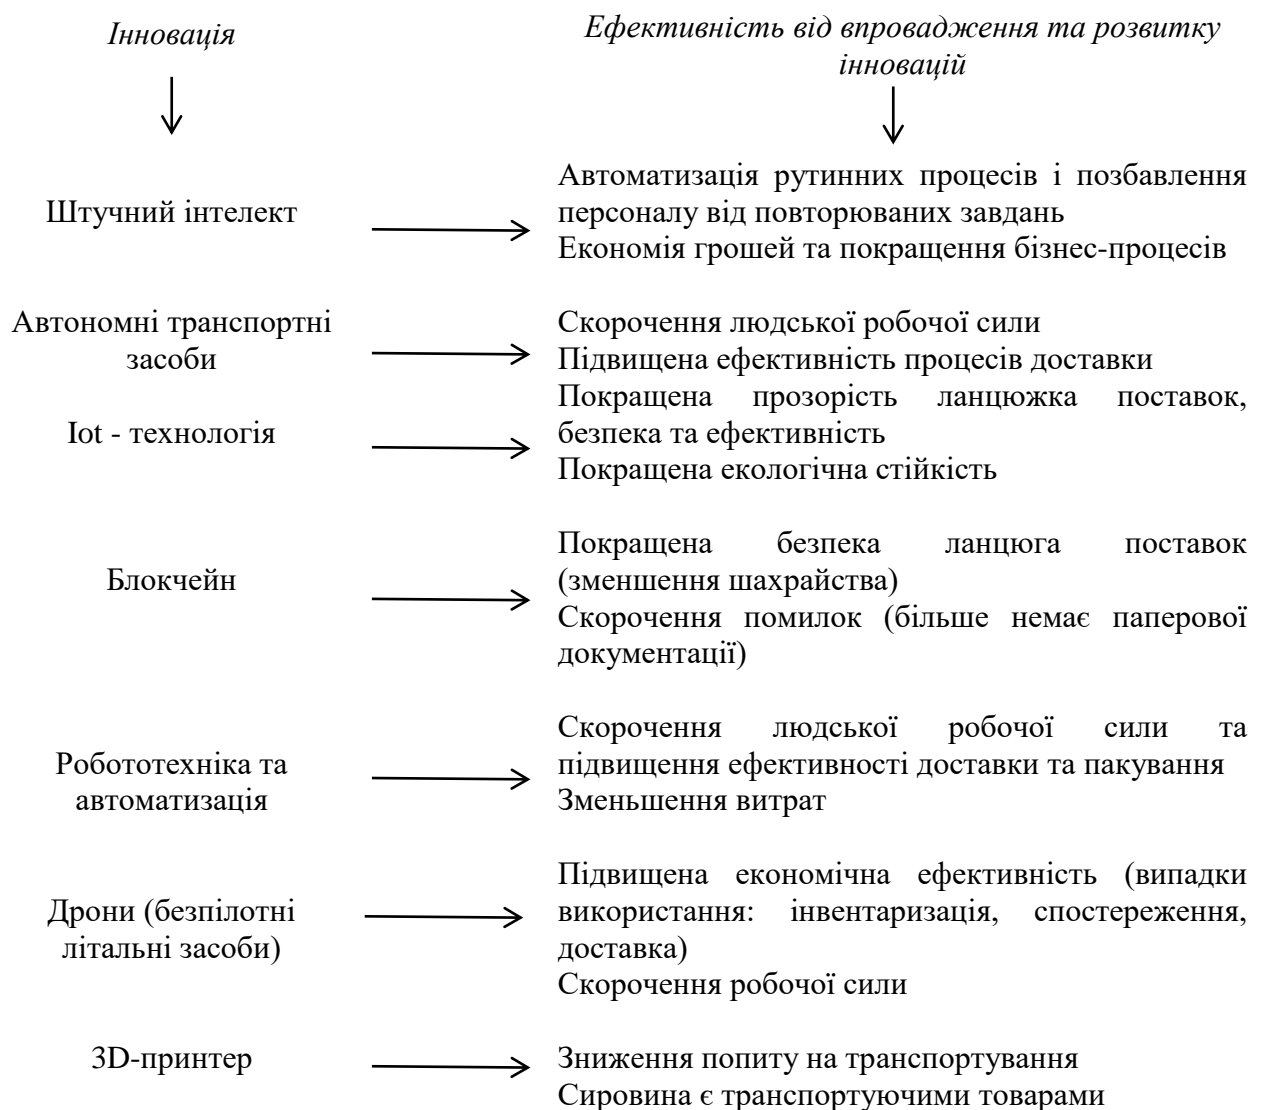 Інновація
Ефективність від впровадження та розвитку
інновацій
Штучний інтелект
Автоматизація рутинних процесів і позбавлення
персоналу від повторюваних завдань
Економія грошей та покращення бізнес-процесів
Автономні транспортні
засоби
Скорочення людської робочої сили
Підвищена ефективність процесів доставки
Iot - технологія
Покращена прозорість ланцюжка поставок,
безпека та ефективність
Покращена екологічна стійкість
Блокчейн
Покращена безпека ланцюга поставок
(зменшення шахрайства)
Скорочення помилок (більше немає паперової
документації)
Робототехніка та
автоматизація
Скорочення людської робочої сили та
підвищення ефективності доставки та пакування
Зменьшення витрат
Дрони (безпілотні
літальні засоби)
Підвищена економічна ефективність (випадки
використання: інвентаризація, спостереження,
доставка)
Скорочення робочої сили
3D-принтер
Зниження попиту на транспортування
Сировина є транспортуючими товарами